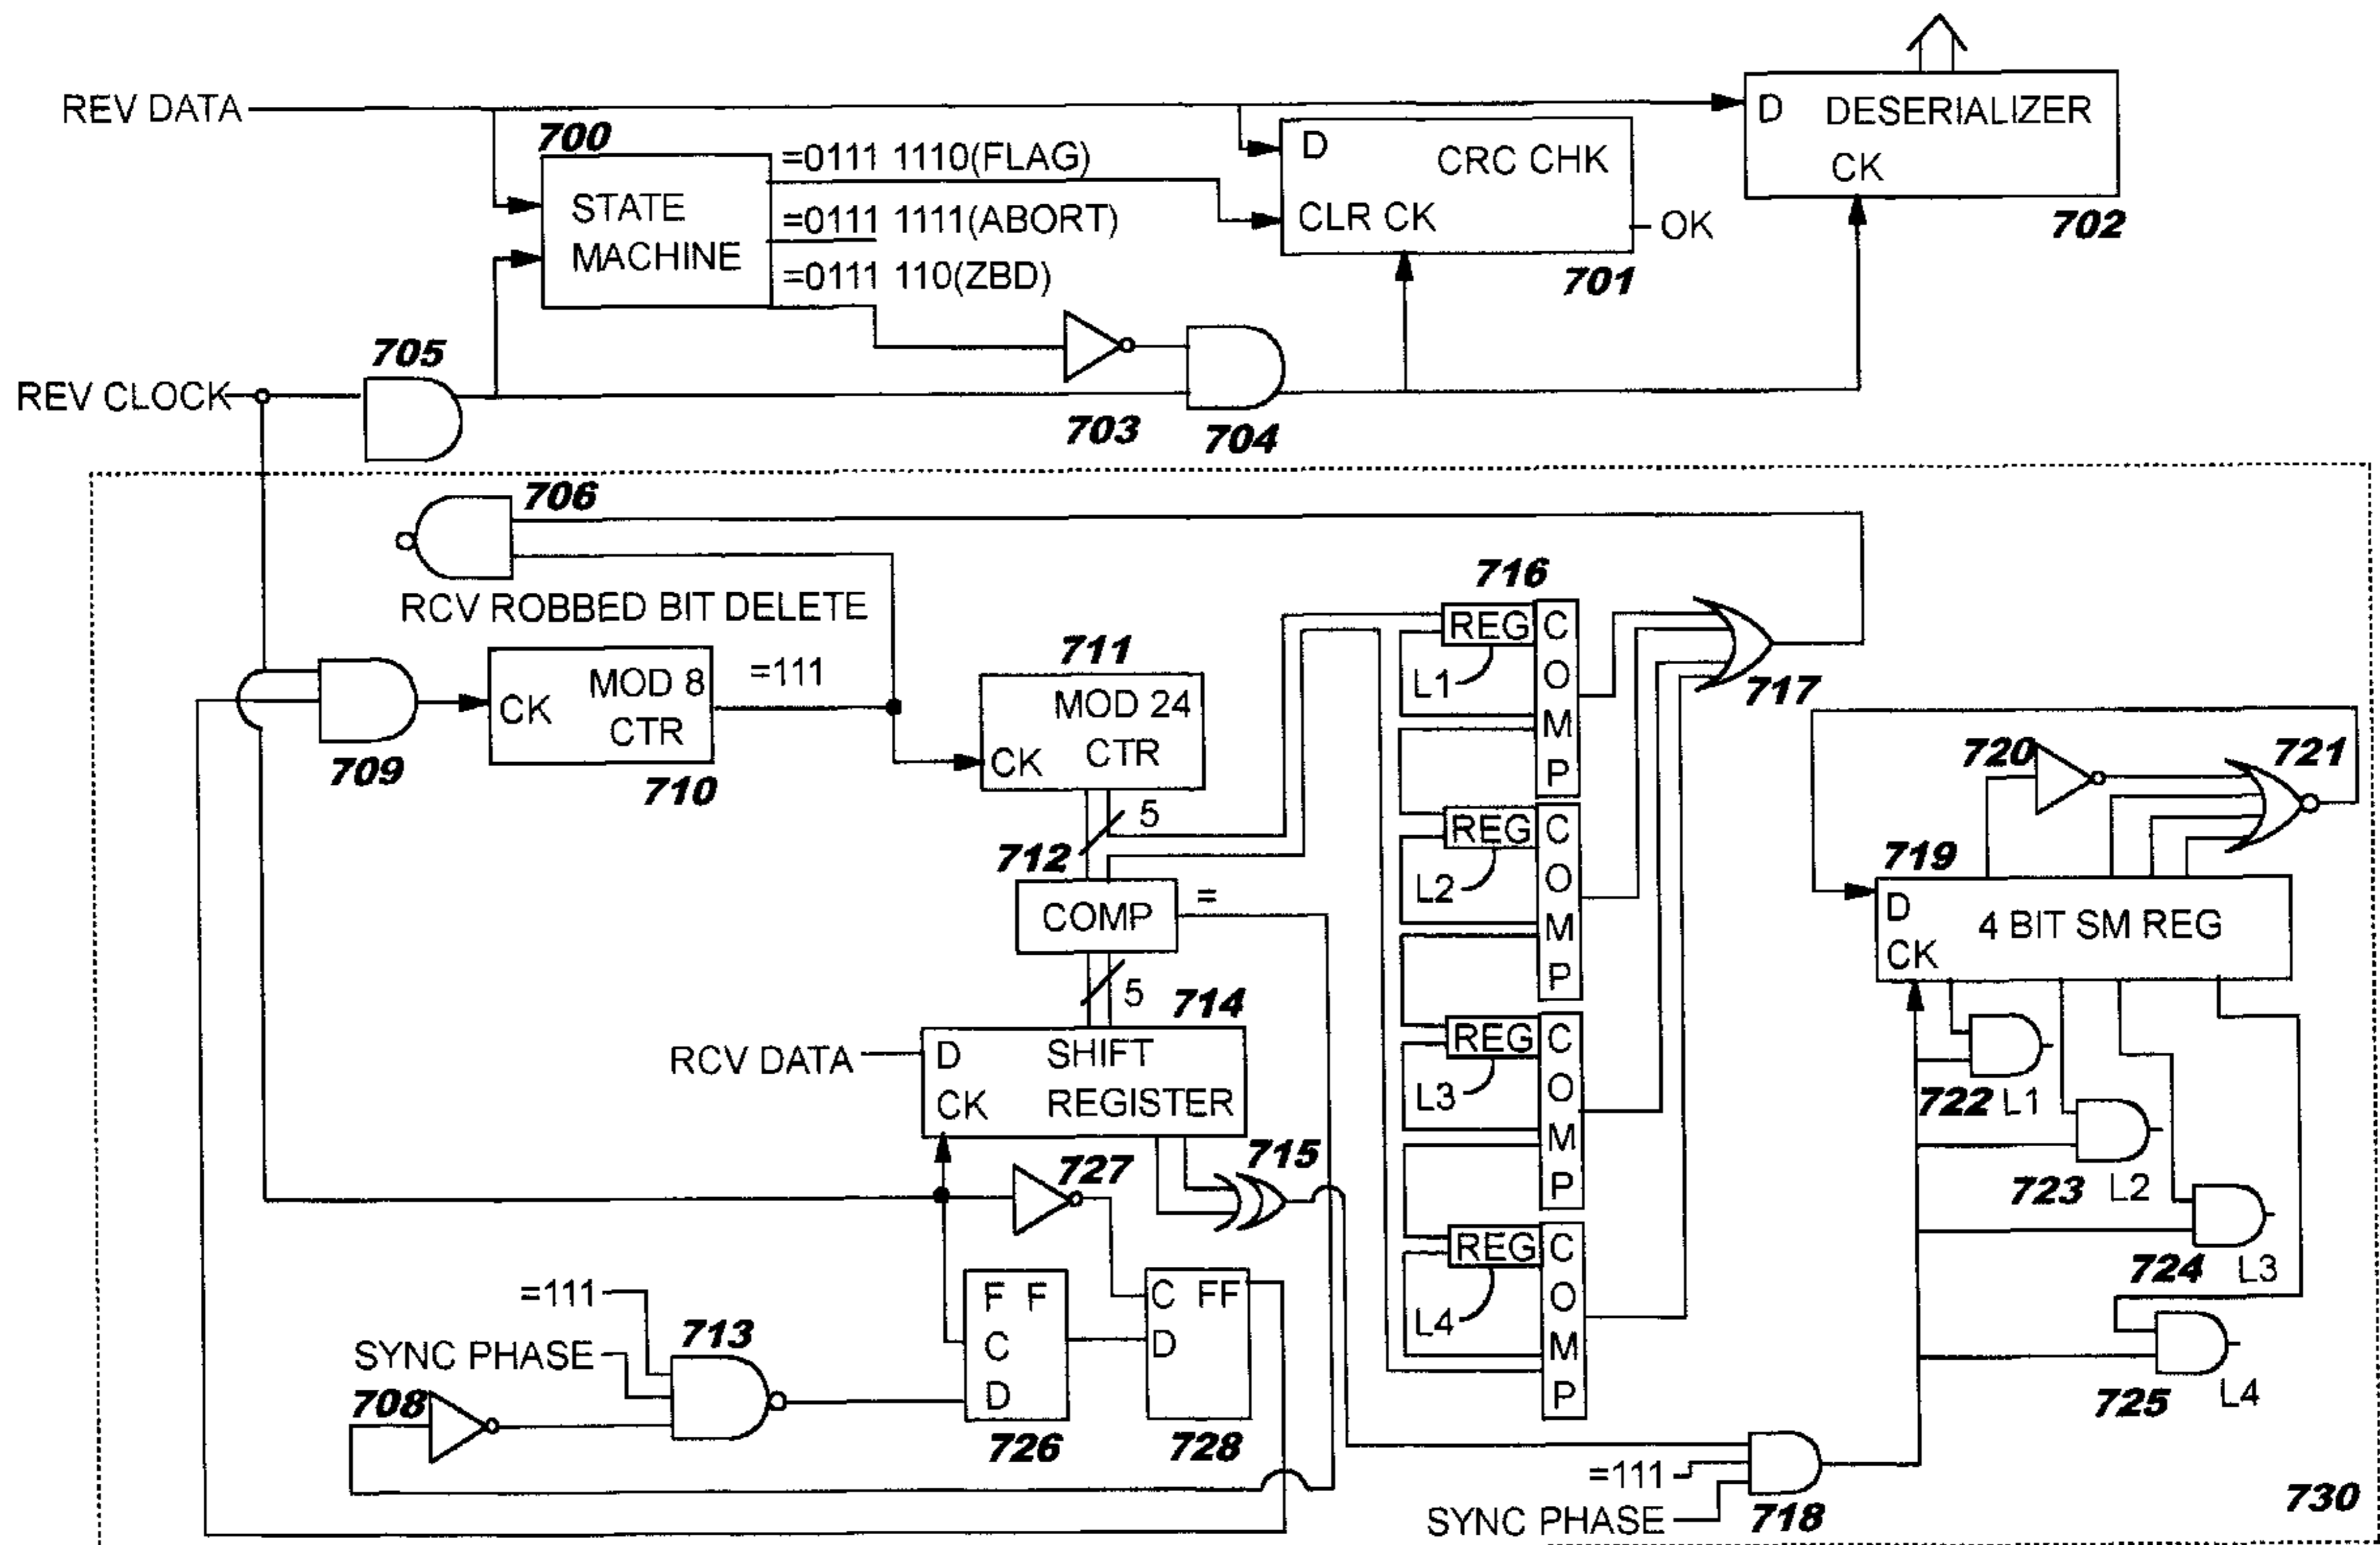 REV DATA
700
=0111 1110(FLAG)
STATE
MACHINE
=0111 1111(ABORT)
=0111 110(ZBD)
D
CRC CHK
CLR CK
OK
701
D
DESERIALIZER
CK
702
705
REV CLOCK
703
704
706
RCV ROBBED BIT DELETE
709
CK
MOD 8
CTR
710
=111
711
MOD 24
CK
CTR
5
712
COMP
=
5
714
RCV DATA
D
SHIFT
CK
REGISTER
715
727
=111
713
SYNC PHASE
708
F F
C
D
726
C FF
D
728
716
REG
L1
C
O
M
P
REG
L2
C
O
M
P
REG
L3
C
O
M
P
REG
L4
C
O
M
P
717
720
721
719
D
4 BIT SM REG
CK
722 L1
723 L2
724 L3
725 L4
=111
SYNC PHASE
718
730